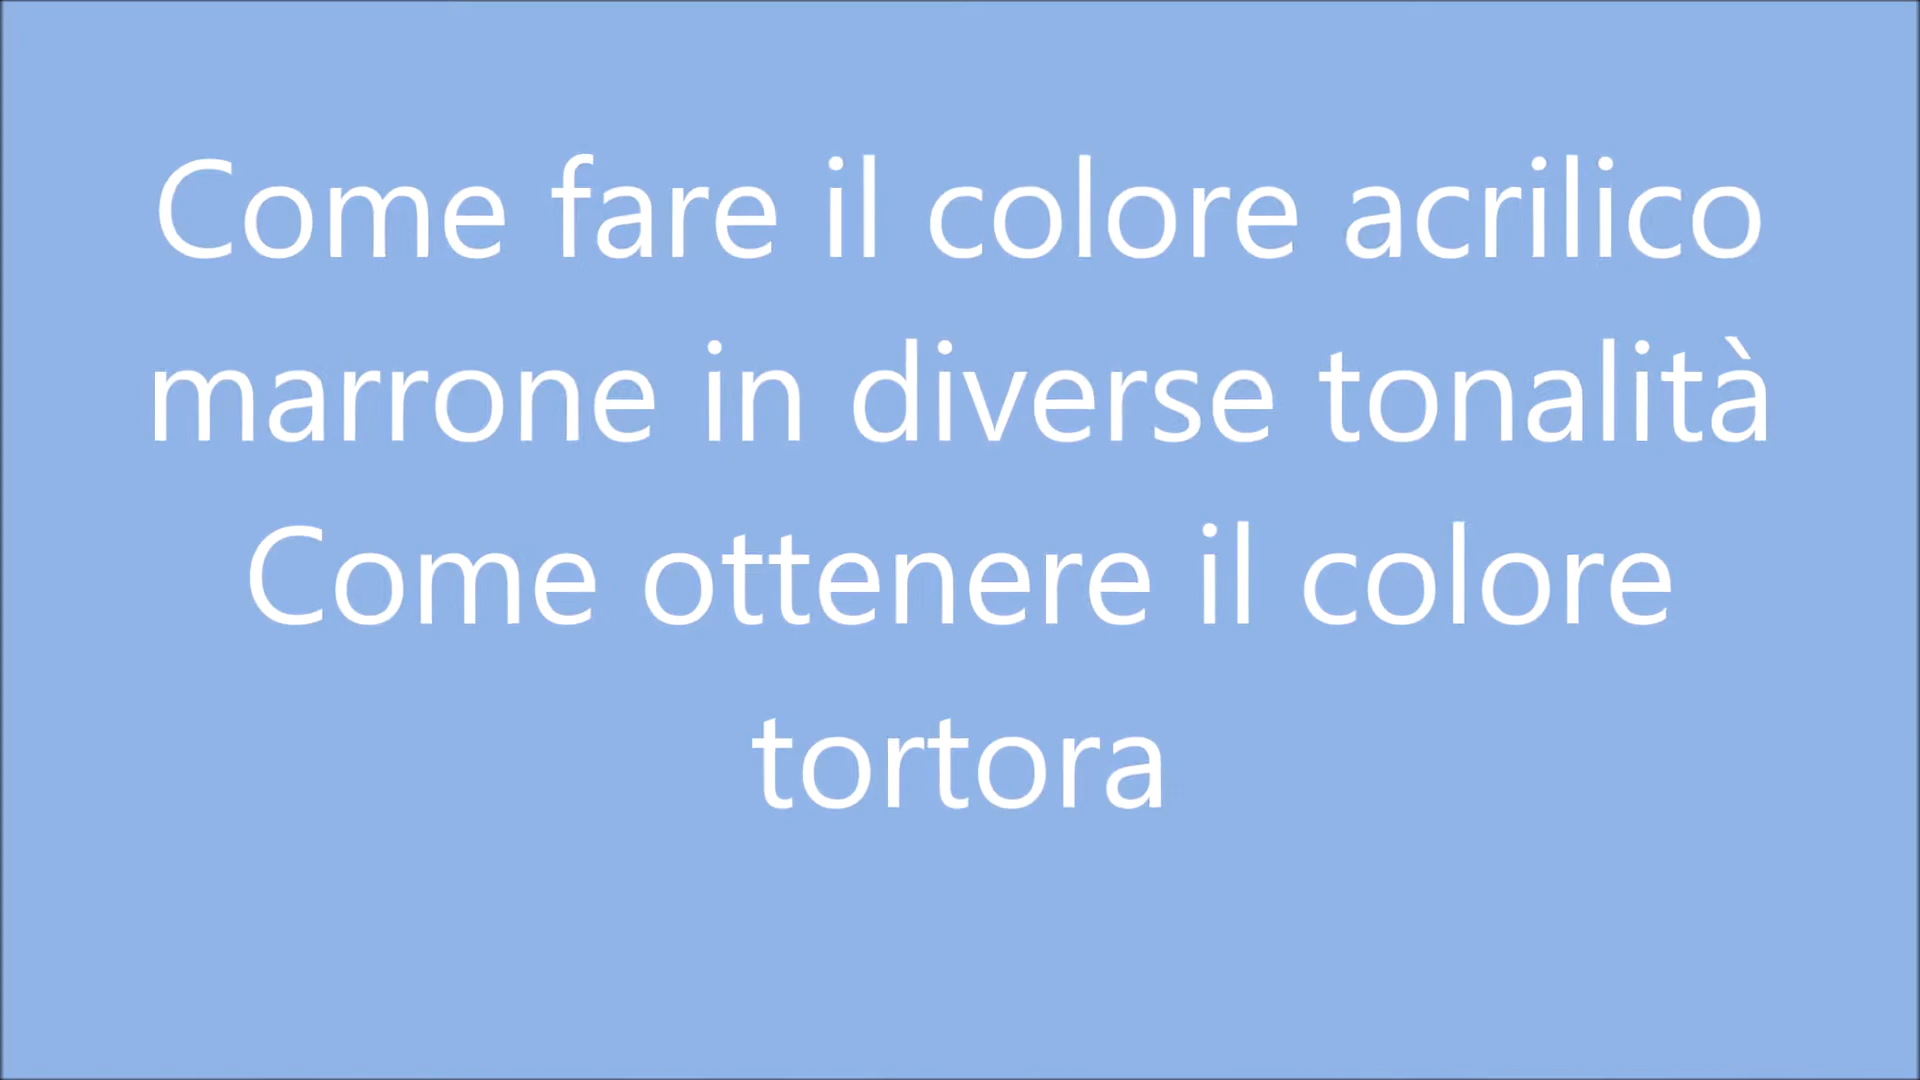 Come fare il colore acrilico
marrone in diverse tonalità
Come ottenere il colore
tortora